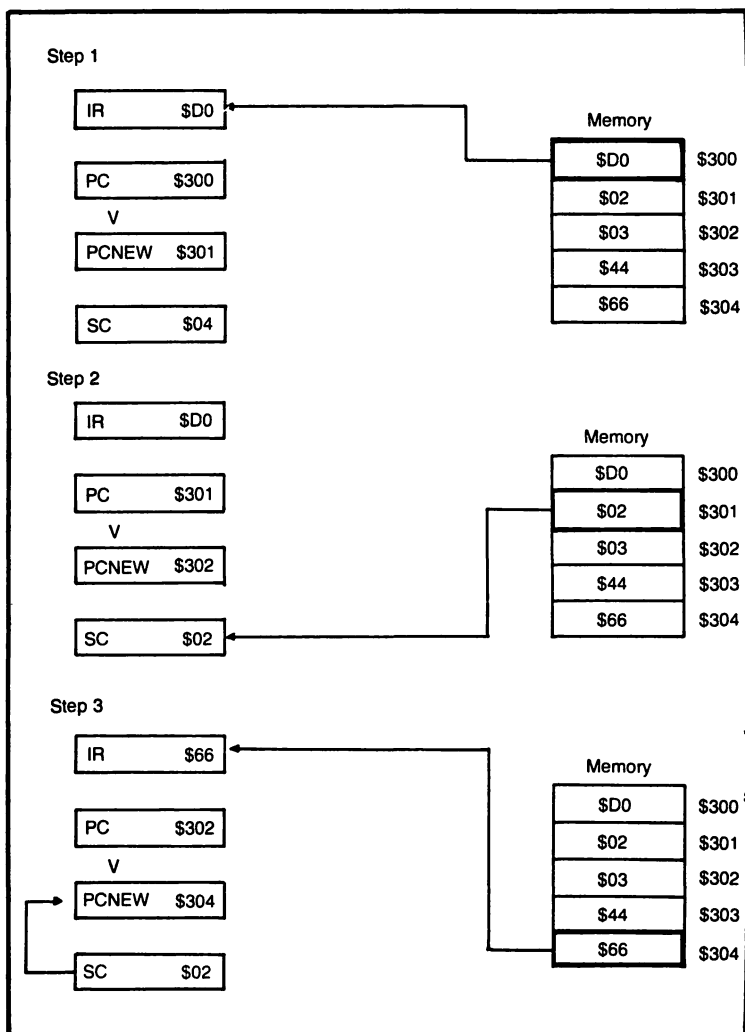 Step 1
IR $D0
PC $300
V
PCNEW $301
SC $04
Memory
$D0 $300
$02 $301
$03 $302
$44 $303
$66 $304
Step 2
IR $D0
PC $301
V
PCNEW $302
SC $02
Memory
$D0 $300
$02 $301
$03 $302
$44 $303
$66 $304
Step 3
IR $66
PC $302
V
PCNEW $304
SC $02
Memory
$D0 $300
$02 $301
$03 $302
$44 $303
$66 $304